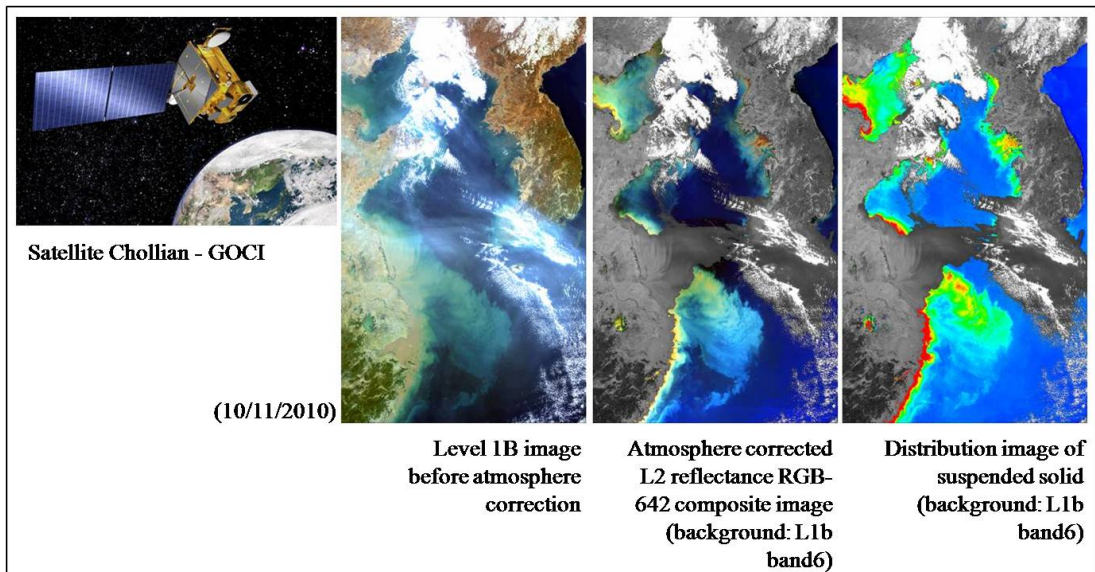 Satellite Chollian - GOCI
(10/11/2010)
Level 1B image
before atmosphere
correction
Atmosphere corrected
L2 reflectance RGB-
642 composite image
(background: L1b
band6)
Distribution image of
suspended solid
(background: L1b
band6)